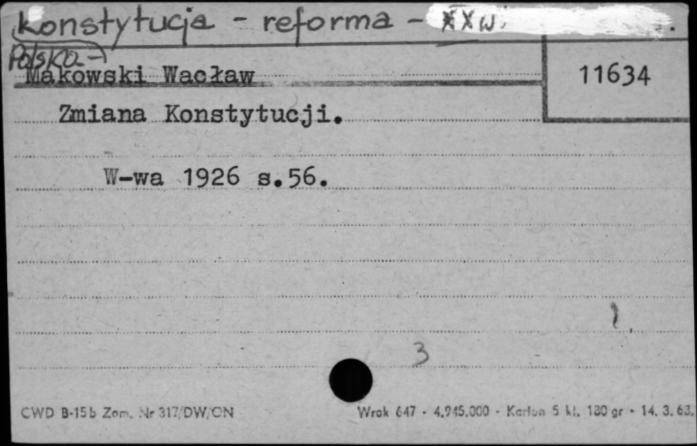 Konstytucja - reforma - XX w.
Polska -
Makowski Wacław
11634
Zmiana Konstytucji.
W-wa 1926 s.56.
1.
3
CWD B-15b Zam. Nr 317/DW/CN
Wrok 647 - 4.945.000 - Karton 5 kl. 180 gr - 14. 3. 63.